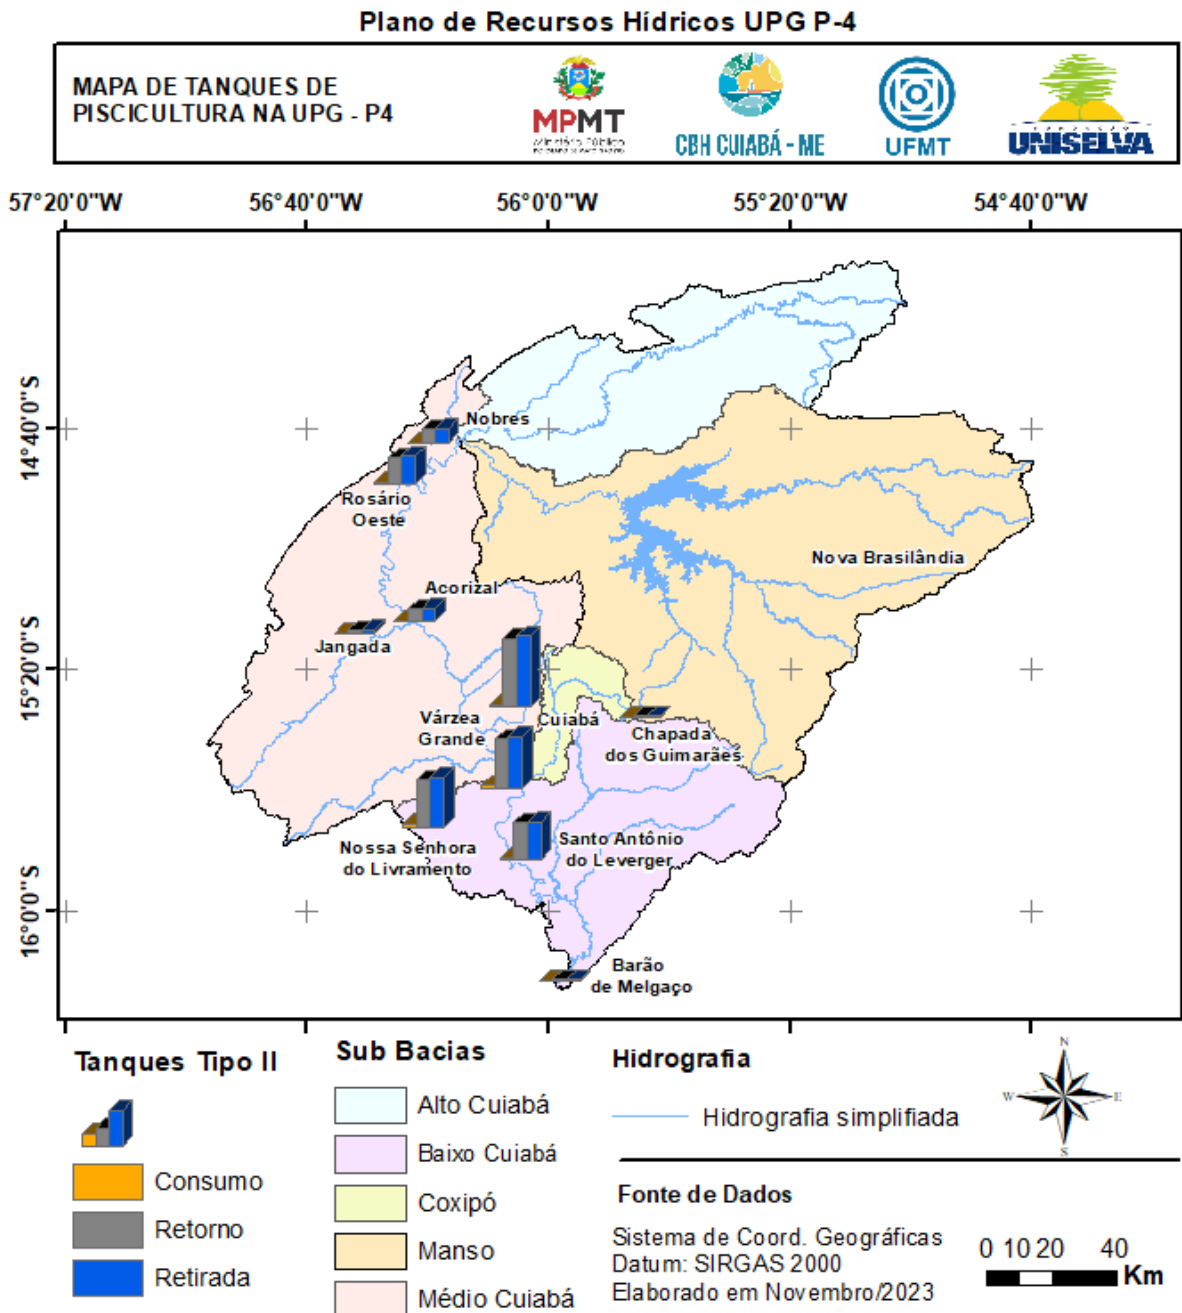 Plano de Recursos Hídricos UPG P-4
MAPA DE TANQUES DE
PISCICULTURA NA UPG - P4
MPMT
Ministério Público
CBH CUIABÁ - ME
UFMT
UNISELVA
57°20'0"W
56°40'0"W
56°0'0"W
55°20'0"W
54°40'0"W
14°40'0"S
15°20'0"S
16°0'0"S
Nobres
Rosário
Oeste
Nova Brasilândia
Acorizal
Jangada
Várzea
Grande
Cuiabá
Chapada
dos Guimarães
Nossa Senhora
do Livramento
Santo Antônio
do Leverger
Barão
de Melgaço
Tanques Tipo II
Consumo
Retorno
Retirada
Sub Bacias
Alto Cuiabá
Baixo Cuiabá
Coxipó
Manso
Médio Cuiabá
Hidrografia
Hidrografia simplifiada
N
W
E
S
Fonte de Dados
Sistema de Coord. Geográficas
Datum: SIRGAS 2000
Elaborado em Novembro/2023
0 10 20 40
Km